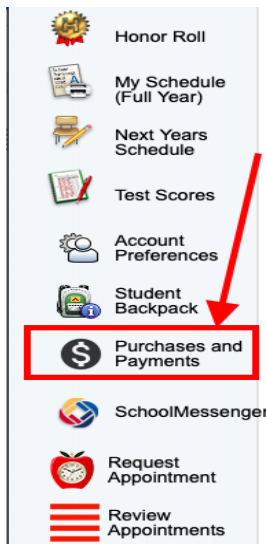 Honor Roll
My Schedule
(Full Year)
Next Years
Schedule
Test Scores
Account
Preferences
Student
Backpack
Purchases and
Payments
SchoolMessenger
Request
Appointment
Review
Appointments